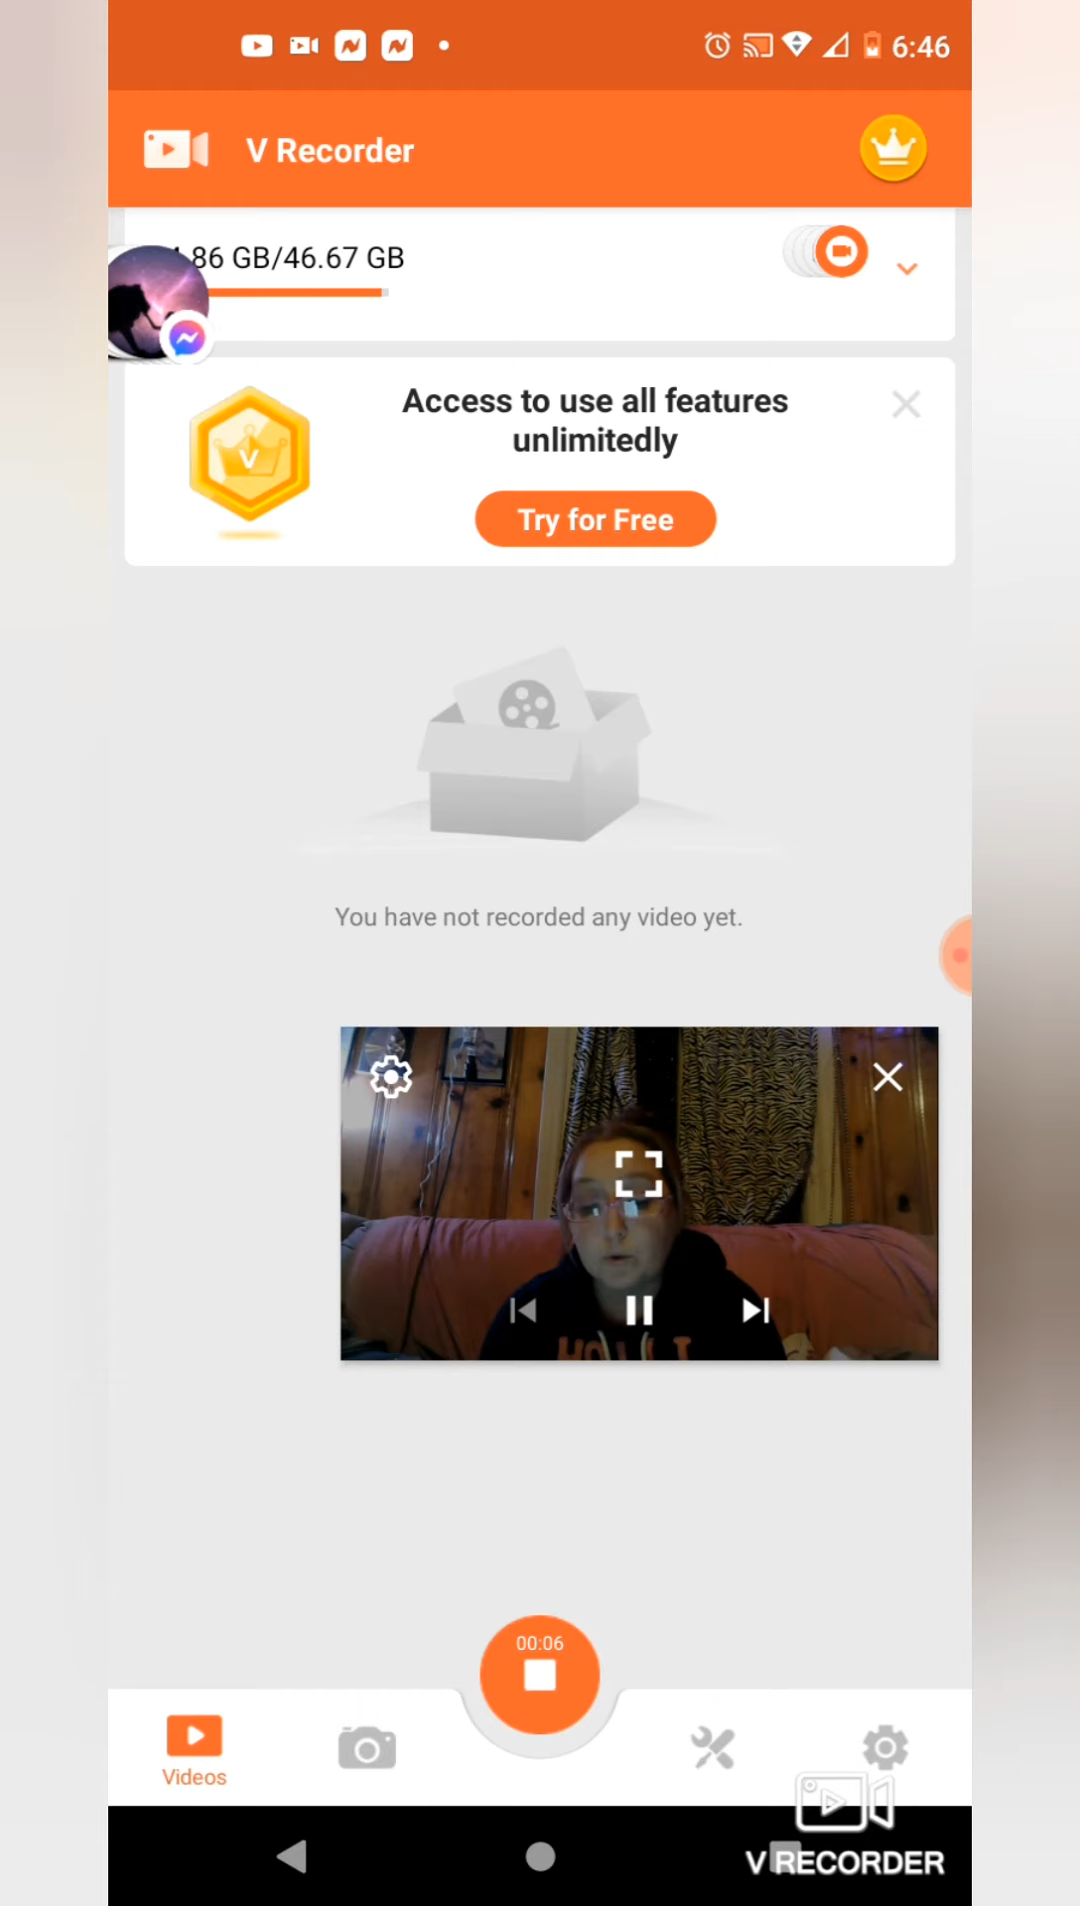 6:46
V Recorder
.86 GB/46.67 GB
Access to use all features
unlimitedly
V
Try for Free
You have not recorded any video yet.
00:06
Videos
V RECORDER